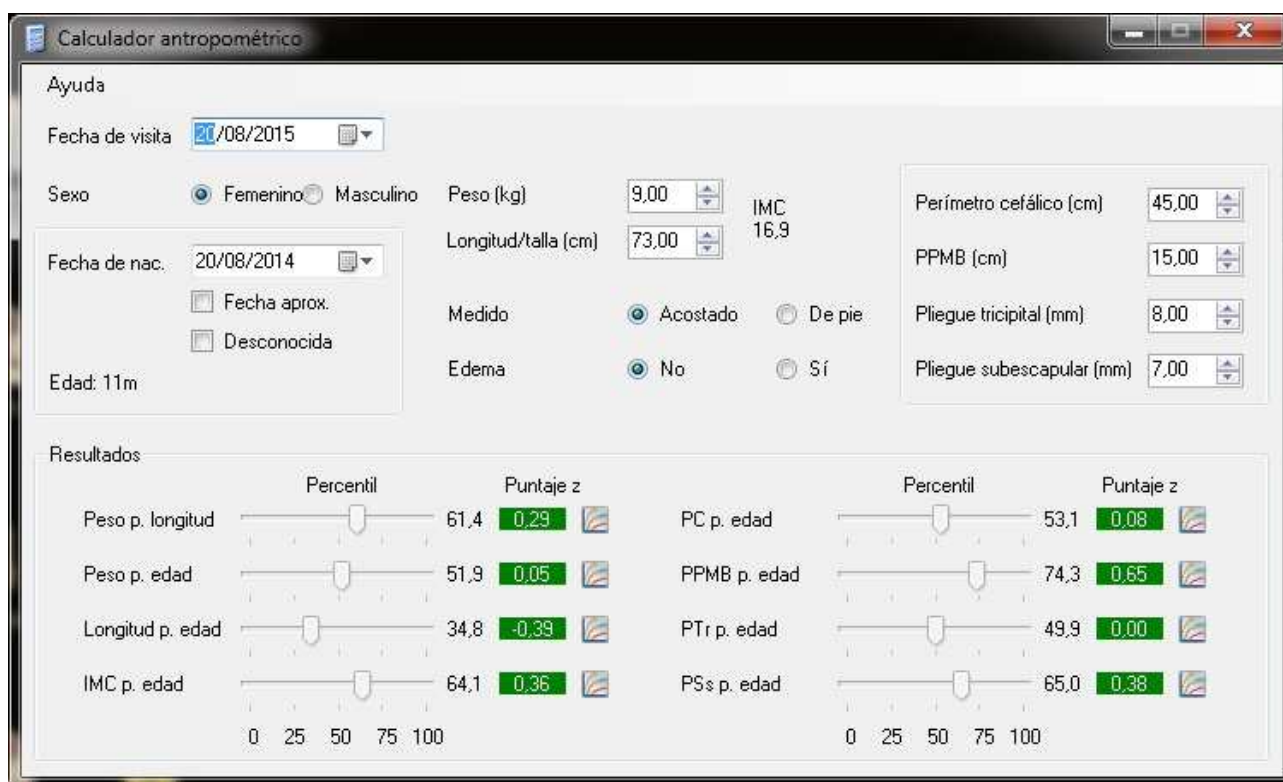 Calculador antropométrico
Ayuda
Fecha de visita 20/08/2015
Sexo Femenino Masculino
Fecha de nac. 20/08/2014
Fecha aprox.
Desconocida
Edad: 11m
Peso (kg) 9,00
Longitud/talla (cm) 73,00
IMC
16,9
Medido Acostado De pie
Edema No Sí
Perímetro cefálico (cm) 45,00
PPMB (cm) 15,00
Pliegue tricipital (mm) 8,00
Pliegue subescapular (mm) 7,00
Resultados
Percentil Puntaje z
Peso p. longitud 61,4 0,29
Peso p. edad 51,9 0,05
Longitud p. edad 34,8 -0,39
IMC p. edad 64,1 0,36
0 25 50 75 100
Percentil Puntaje z
PC p. edad 53,1 0,08
PPMB p. edad 74,3 0,65
PTr p. edad 49,9 0,00
PSs p. edad 65,0 0,38
0 25 50 75 100